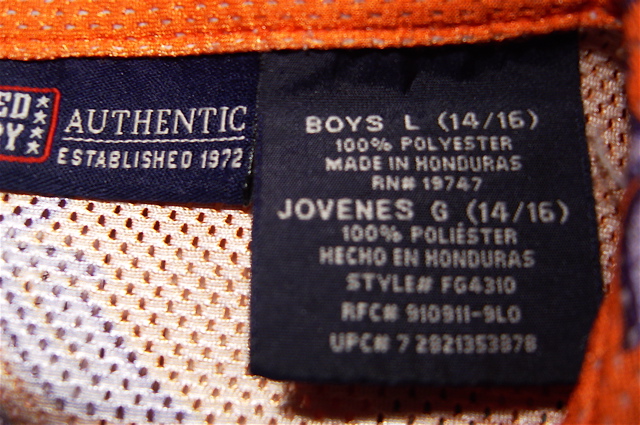 AUTHENTIC
ESTABLISHED 1972
BOYS L (14/16)
100% POLYESTER
MADE IN HONDURAS
RN# 19747
JOVENES G (14/16)
100% POLIÉSTER
HECHO EN HONDURAS
STYLE# FG4310
RFC# 910911-9L0
UPC# 7 2821353878